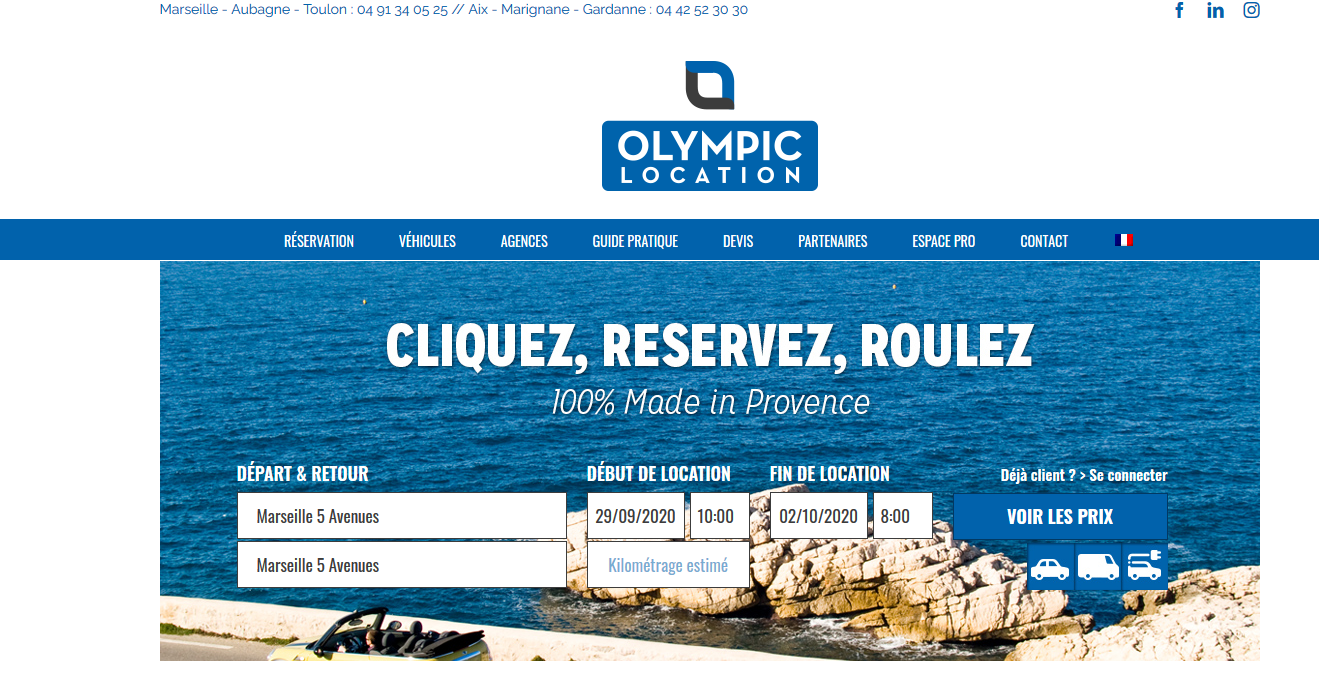 Marseille - Aubagne - Toulon : 04 91 34 05 25 // Aix - Marignane - Gardanne : 04 42 52 30 30
OLYMPIC
LOCATION
RÉSERVATION VÉHICULES AGENCES GUIDE PRATIQUE DEVIS PARTENAIRES ESPACE PRO CONTACT
CLIQUEZ, RESERVEZ, ROULEZ
100% Made in Provence
DÉPART & RETOUR DÉBUT DE LOCATION FIN DE LOCATION Déjà client ? > Se connecter
Marseille 5 Avenues 29/09/2020 10:00 02/10/2020 8:00 VOIR LES PRIX
Marseille 5 Avenues Kilométrage estimé